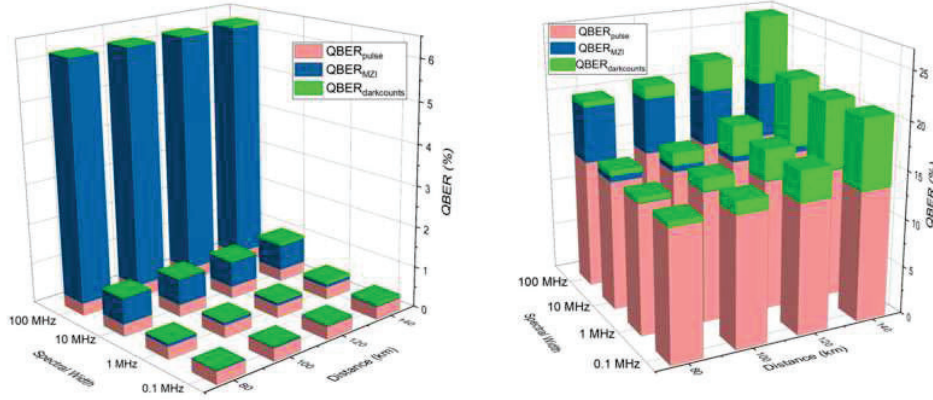 QBERpulse
QBERMZI
QBERdarkcounts
6
5
4
3
2
1
0
QBER (%)
100 MHz
10 MHz
1 MHz
0.1 MHz
Spectral Width
80
100
120
140
Distance (km)
QBERpulse
QBERMZI
QBERdarkcounts
25
20
15
10
5
0
QBER (%)
100 MHz
10 MHz
1 MHz
0.1 MHz
Spectral Width
80
100
120
140
Distance (km)